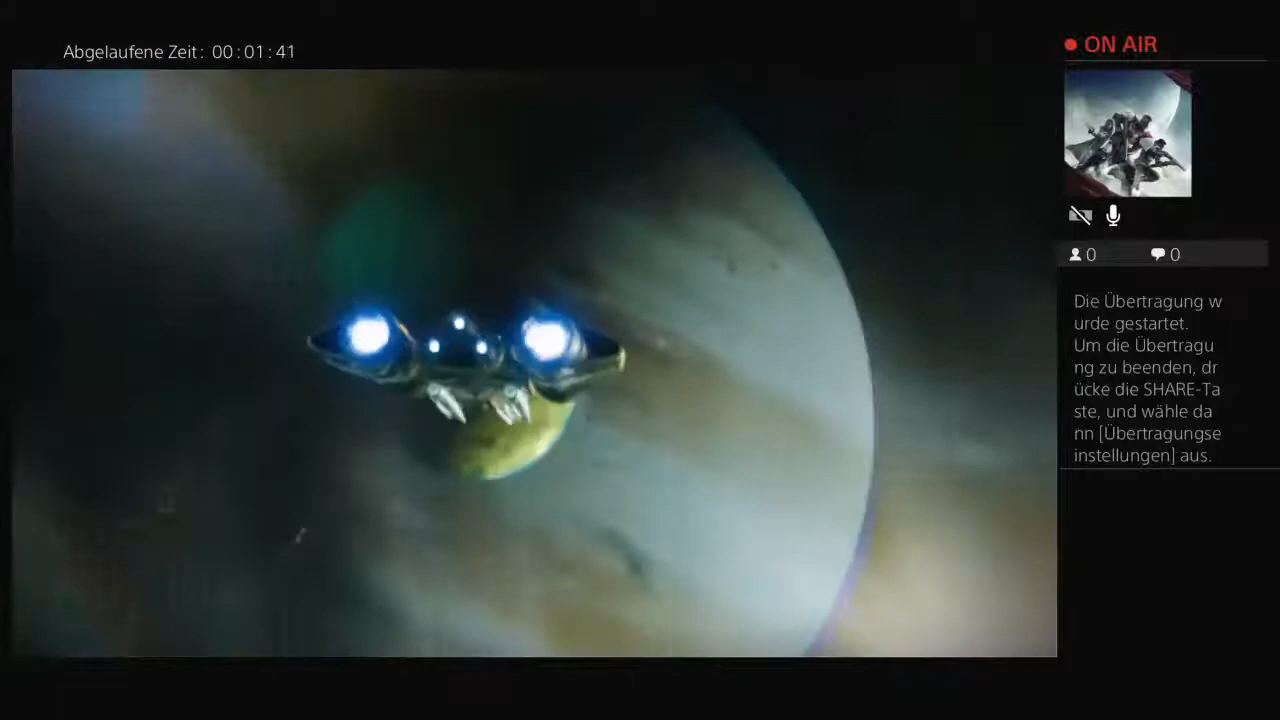 Abgelaufene Zeit: 00:01:41
ON AIR
0
0
Die Übertragung w
urde gestartet.
Um die Übertragu
ng zu beenden, dr
ücke die SHARE-Ta
ste, und wähle da
nn [Übertragungse
instellungen] aus.